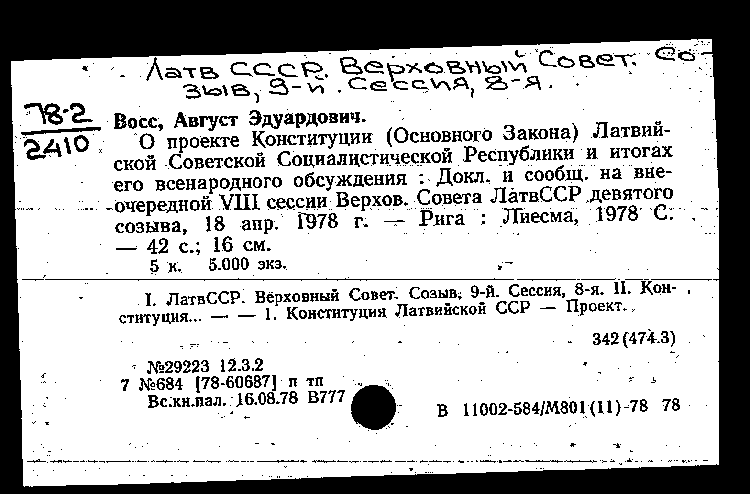 Латв СССР. Верховный Совет. Со-
зыв, 9-й. Сессия, 8-я.
78-2
2410
Восс, Август Эдуардович.
О проекте Конституции (Основного Закона) Латвий-
ской Советской Социалистической Республики и итогах
его всенародного обсуждения : Докл. и сообщ. на вне-
очередной VIII сессии Верхов. Совета ЛатвССР девятого
созыва, 18 апр. 1978 г. — Рига : Лиесма, 1978 С.
— 42 с.; 16 см.
5 к. 5.000 экз.
I. ЛатвССР. Верховный Совет. Созыв, 9-й. Сессия, 8-я. II. Кон-
ституция... — — 1. Конституция Латвийской ССР — Проект.
342(474.3)
№29223 12.3.2
7 №684 [78-60687] п тп
Вс.кн.пал. 16.08.78 В777
В 11002-584/М801(11)-78 78